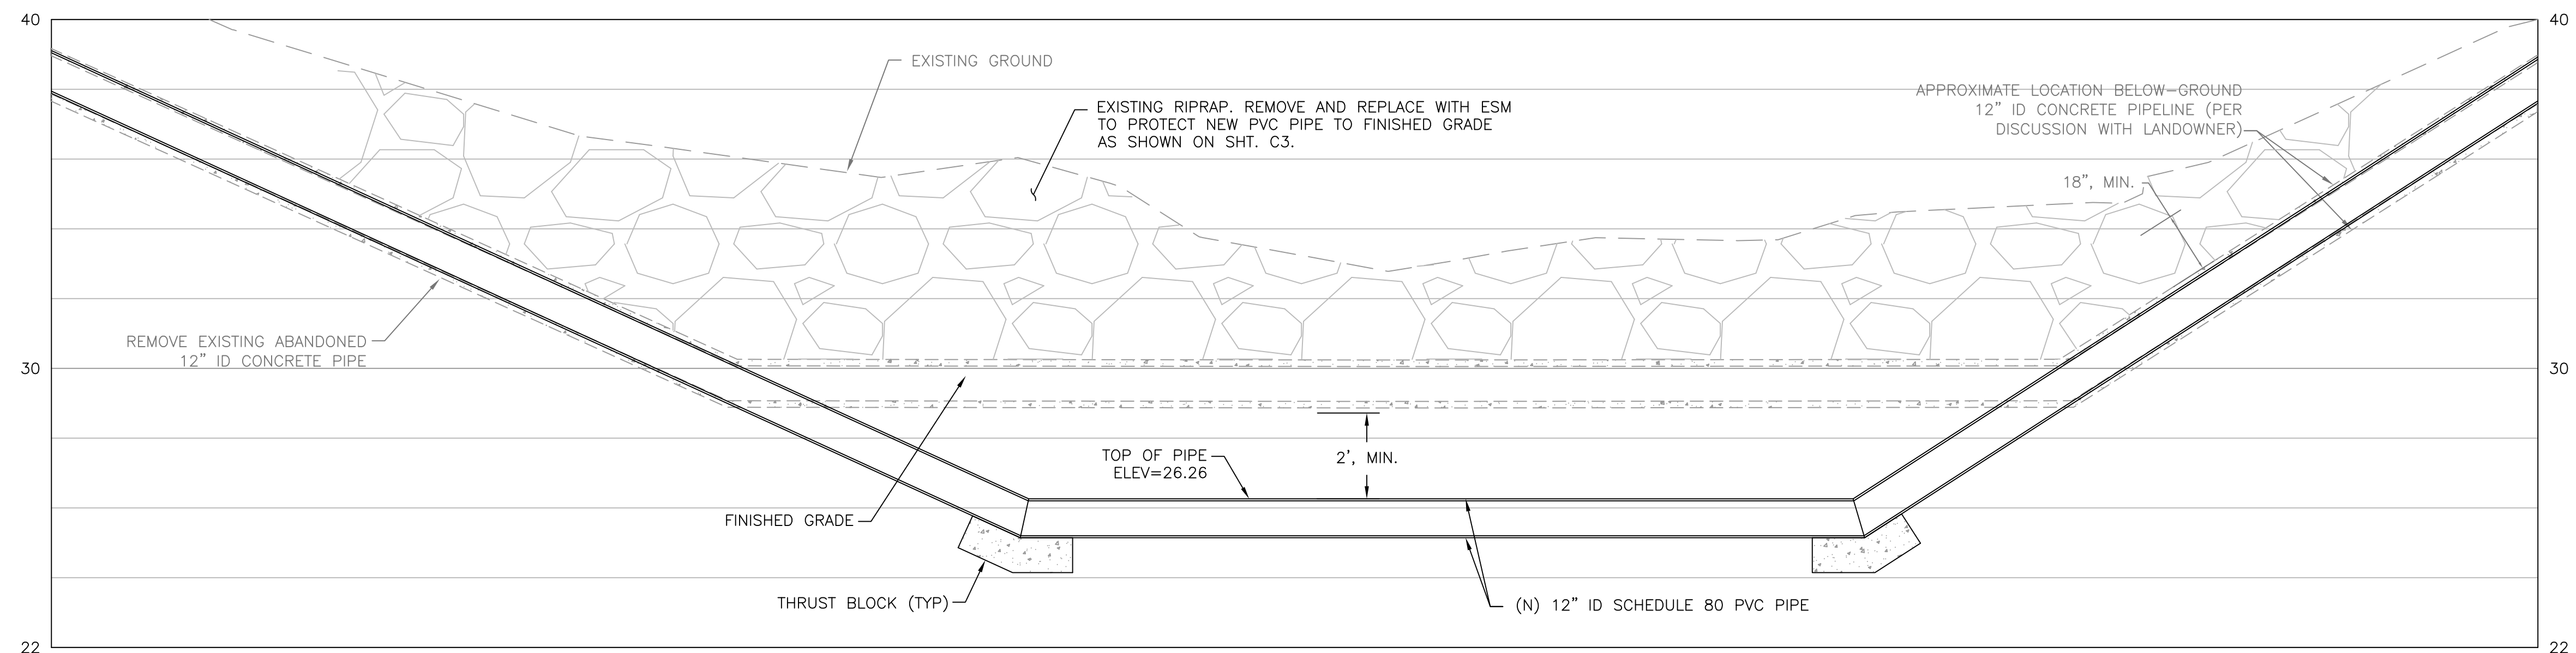 40
40
EXISTING GROUND
EXISTING RIPRAP. REMOVE AND REPLACE WITH ESM
TO PROTECT NEW PVC PIPE TO FINISHED GRADE
AS SHOWN ON SHT. C3.
APPROXIMATE LOCATION BELOW-GROUND
12" ID CONCRETE PIPELINE (PER
DISCUSSION WITH LANDOWNER)
18", MIN.
REMOVE EXISTING ABANDONED
12" ID CONCRETE PIPE
30
30
TOP OF PIPE
ELEV=26.26
2', MIN.
FINISHED GRADE
THRUST BLOCK (TYP)
(N) 12" ID SCHEDULE 80 PVC PIPE
22
22